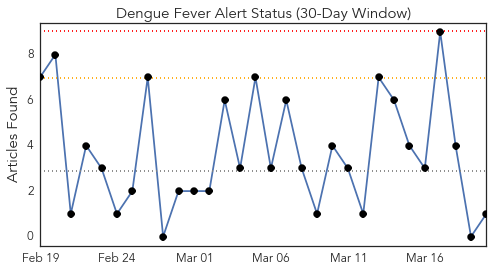 Dengue Fever Alert Status (30-Day Window)
Articles Found
8
6
4
2
0
Feb 19 Feb 24 Mar 01 Mar 06 Mar 11 Mar 16